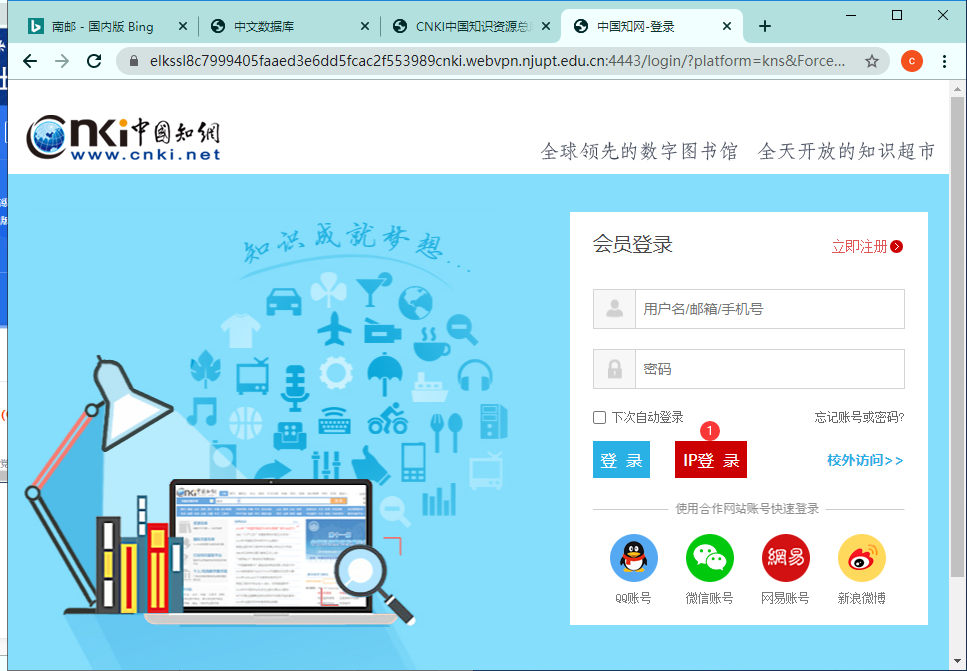 南邮 - 国内版 Bing
中文数据库
CNKI中国知识资源总
中国知网-登录
elkssl8c7999405faaed3e6dd5fcac2f553989cnki.webvpn.njupt.edu.cn:4443/login/?platform=kns&Force...
c
cnki中國知網
www.cnki.net
全球领先的数字图书馆 全天开放的知识超市
知识成就梦想...
会员登录
立即注册
用户名/邮箱/手机号
密码
下次自动登录
忘记账号或密码?
1
登 录
IP登 录
校外访问>>
使用合作网站账号快速登录
網易
QQ账号
微信账号
网易账号
新浪微博